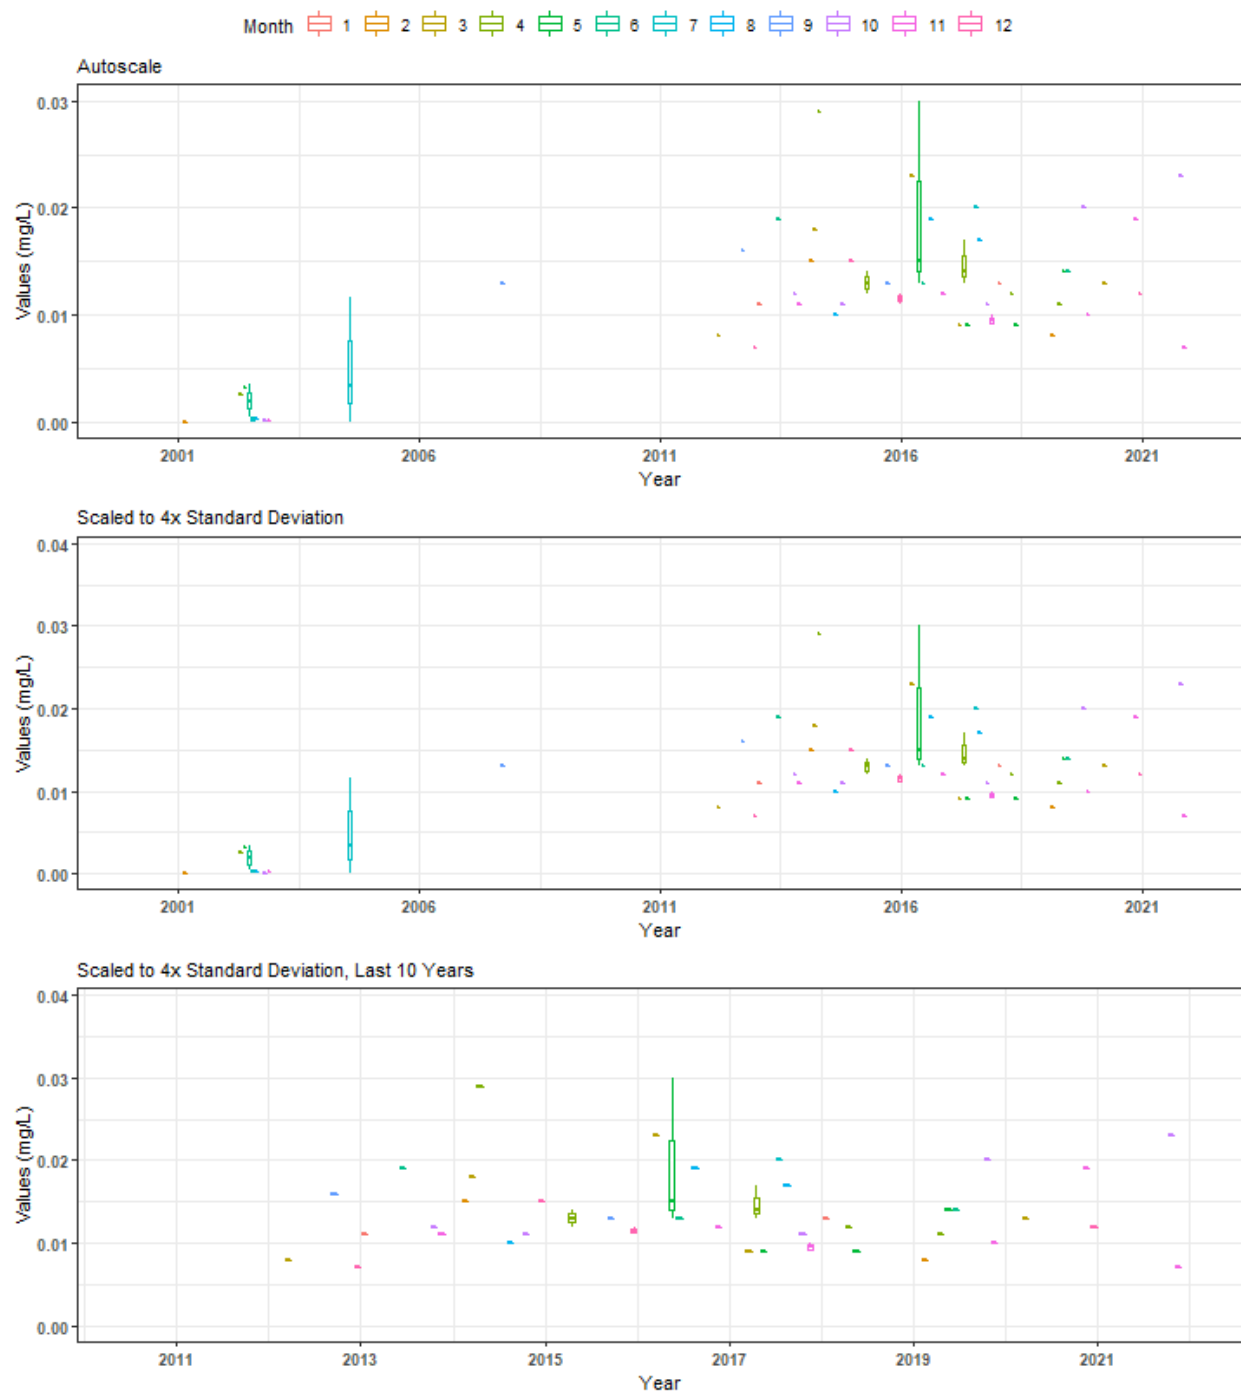 Month 1 2 3 4 5 6 7 8 9 10 11 12
Autoscale
0.03
0.02
0.01
0.00
Values (mg/L)
2001 2006 2011 2016 2021
Year
Scaled to 4x Standard Deviation
0.04
0.03
0.02
0.01
0.00
Values (mg/L)
2001 2006 2011 2016 2021
Year
Scaled to 4x Standard Deviation, Last 10 Years
0.04
0.03
0.02
0.01
0.00
Values (mg/L)
2011 2013 2015 2017 2019 2021
Year